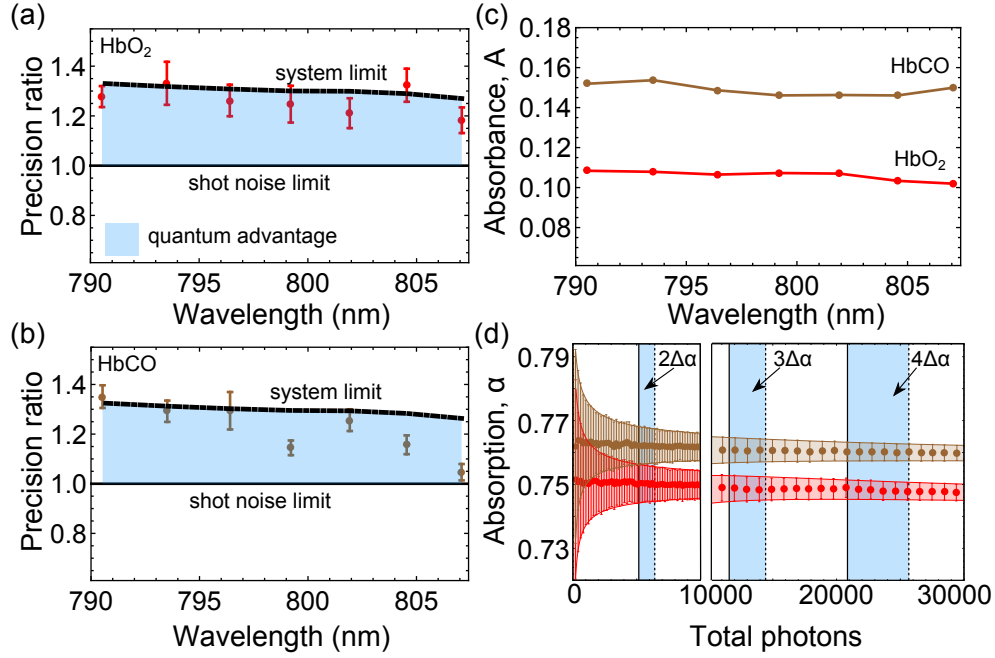 (a)
HbO₂
system limit
shot noise limit
quantum advantage
Precision ratio
1.4
1.2
1.0
0.8
790
795
800
805
Wavelength (nm)
(b)
HbCO
system limit
shot noise limit
Precision ratio
1.4
1.2
1.0
0.8
790
795
800
805
Wavelength (nm)
(c)
HbCO
HbO₂
Absorbance, A
0.16
0.14
0.12
0.10
0.08
790
795
800
805
Wavelength (nm)
(d)
2Δα
3Δα
4Δα
Absorption, α
0.79
0.77
0.75
0.73
0
10000
20000
30000
Total photons